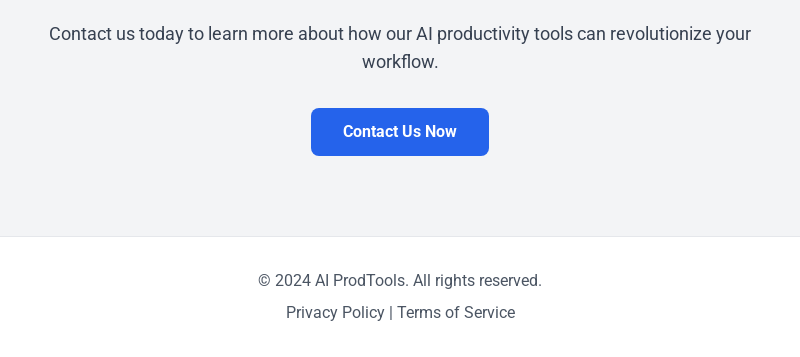 Contact us today to learn more about how our AI productivity tools can revolutionize your
workflow.
Contact Us Now
© 2024 AI ProdTools. All rights reserved.
Privacy Policy | Terms of Service